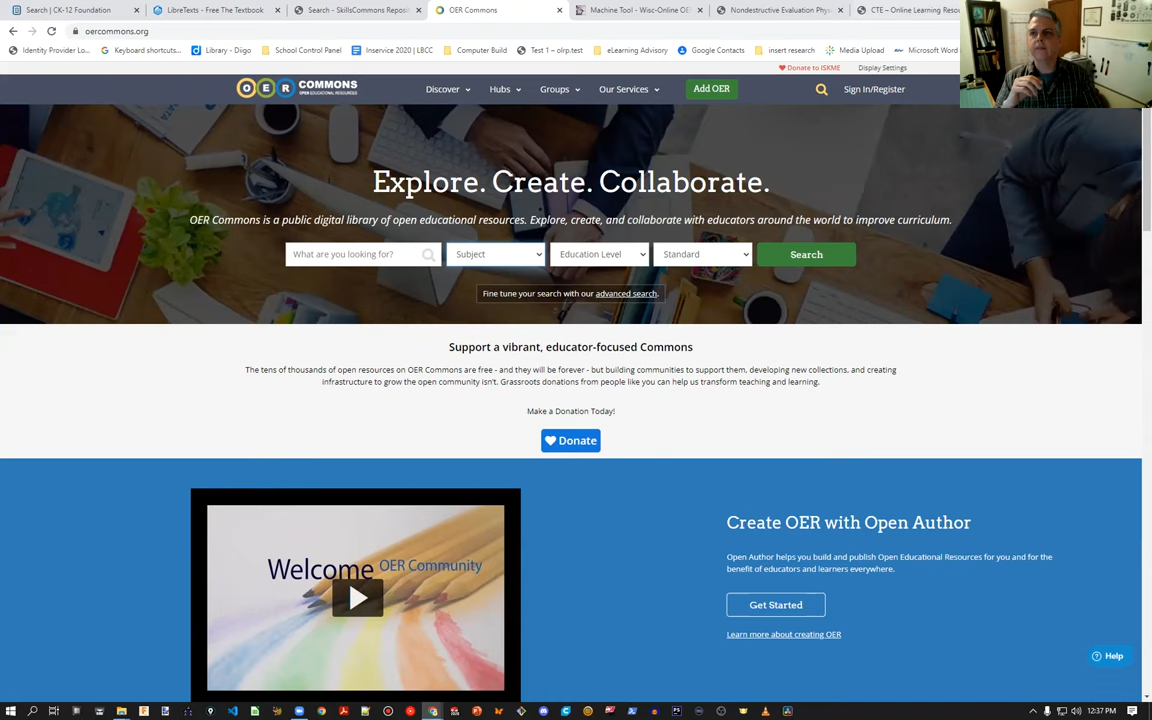 Search | CK-12 Foundation
LibreTexts - Free The Textbook
Search - SkillsCommons Reposi
OER Commons
Machine Tool - Wisc-Online OE
Nondestructive Evaluation Phys
CTE – Online Learning Resou
oercommons.org
Identity Provider Lo...
Keyboard shortcuts...
Library - Diigo
School Control Panel
Inservice 2020 | LBCC
Computer Build
Test 1 ~ olrp.test
eLearning Advisory
Google Contacts
insert research
Media Upload
Microsoft Word
Donate to ISKME
Display Settings
OER COMMONS
OPEN EDUCATIONAL RESOURCES
Discover
Hubs
Groups
Our Services
Add OER
Sign In/Register
Explore. Create. Collaborate.
OER Commons is a public digital library of open educational resources. Explore, create, and collaborate with educators around the world to improve curriculum.
What are you looking for?
Subject
Education Level
Standard
Search
Fine tune your search with our advanced search.
Support a vibrant, educator-focused Commons
The tens of thousands of open resources on OER Commons are free - and they will be forever - but building communities to support them, developing new collections, and creating
infrastructure to grow the open community isn't. Grassroots donations from people like you can help us transform teaching and learning.
Make a Donation Today!
Donate
Welcome OER Community
Create OER with Open Author
Open Author helps you build and publish Open Educational Resources for you and for the
benefit of educators and learners everywhere.
Get Started
Learn more about creating OER
Help
12:37 PM